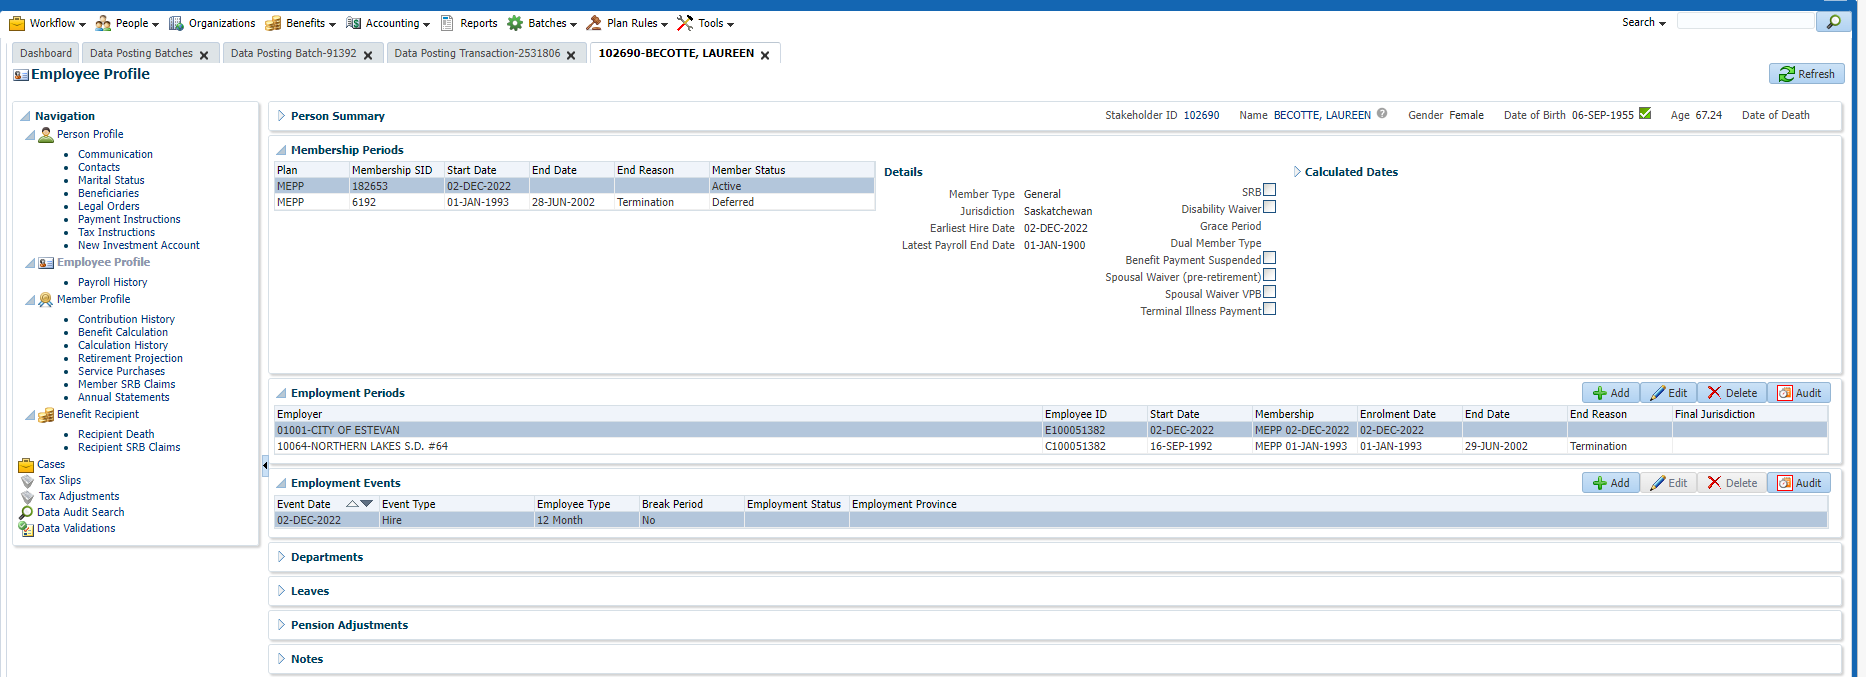 Workflow People Organizations Benefits Accounting Reports Batches Plan Rules Tools Search
Dashboard Data Posting Batches Data Posting Batch-91392 Data Posting Transaction-2531806 102690-BECOTTE, LAUREEN
Employee Profile Refresh
Navigation
Person Profile
Communication
Contacts
Marital Status
Beneficiaries
Legal Orders
Payment Instructions
Tax Instructions
New Investment Account
Employee Profile
Payroll History
Member Profile
Contribution History
Benefit Calculation
Calculation History
Retirement Projection
Service Purchases
Member SRB Claims
Annual Statements
Benefit Recipient
Recipient Death
Recipient SRB Claims
Cases
Tax Slips
Tax Adjustments
Data Audit Search
Data Validations
Person Summary Stakeholder ID 102690 Name BECOTTE, LAUREEN Gender Female Date of Birth 06-SEP-1955 Age 67.24 Date of Death
Membership Periods
Plan Membership SID Start Date End Date End Reason Member Status
MEPP 182653 02-DEC-2022 Active
MEPP 6192 01-JAN-1993 28-JUN-2002 Termination Deferred
Details
Member Type General
Jurisdiction Saskatchewan
Earliest Hire Date 02-DEC-2022
Latest Payroll End Date 01-JAN-1900
SRB
Disability Waiver
Grace Period
Dual Member Type
Benefit Payment Suspended
Spousal Waiver (pre-retirement)
Spousal Waiver VPB
Terminal Illness Payment
Calculated Dates
Employment Periods Add Edit Delete Audit
Employer Employee ID Start Date Membership Enrolment Date End Date End Reason Final Jurisdiction
01001-CITY OF ESTEVAN E100051382 02-DEC-2022 MEPP 02-DEC-2022 02-DEC-2022
10064-NORTHERN LAKES S.D. #64 C100051382 16-SEP-1992 MEPP 01-JAN-1993 01-JAN-1993 29-JUN-2002 Termination
Employment Events Add Edit Delete Audit
Event Date Event Type Employee Type Break Period Employment Status Employment Province
02-DEC-2022 Hire 12 Month No
Departments
Leaves
Pension Adjustments
Notes